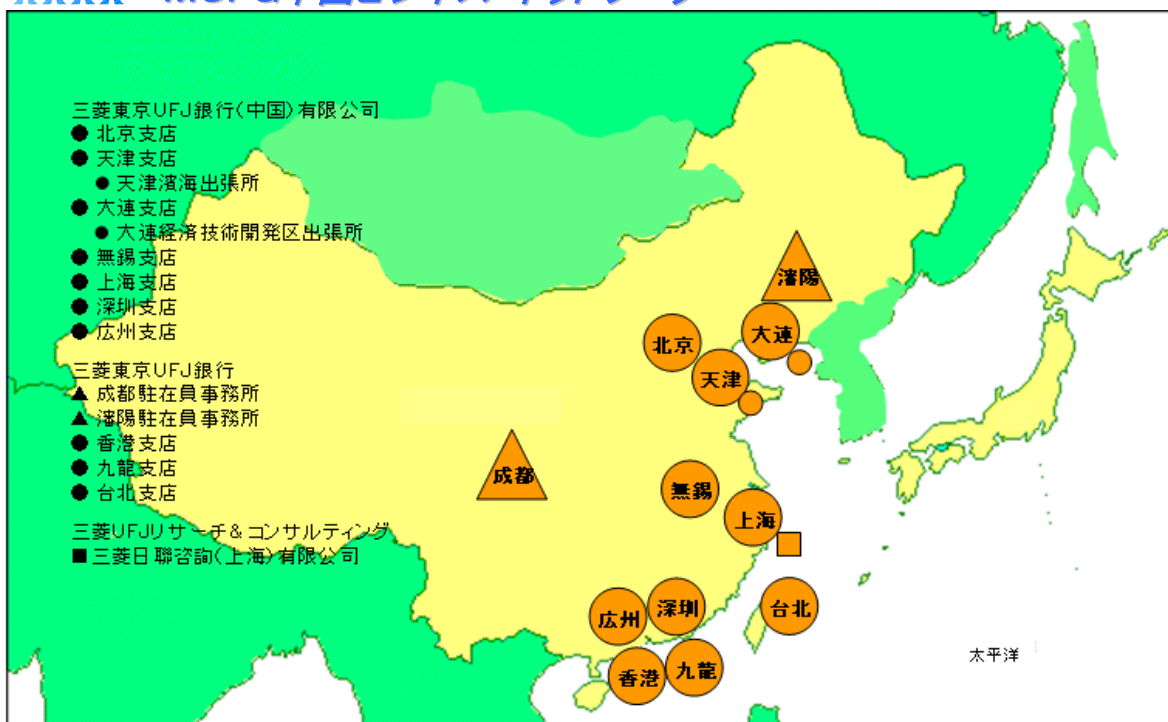 三菱東京UFJ銀行(中国)有限公司
● 北京支店
● 天津支店
● 天津濱海出張所
● 大連支店
● 大連経済技術開発区出張所
● 無錫支店
● 上海支店
● 深圳支店
● 広州支店
三菱東京UFJ銀行
▲ 成都駐在員事務所
▲ 瀋陽駐在員事務所
● 香港支店
● 九龍支店
● 台北支店
三菱UFJリサーチ&コンサルティング
■ 三菱日聯咨詢(上海)有限公司
瀋陽
大連
北京
天津
成都
無錫
上海
広州
深圳
台北
香港
九龍
太平洋